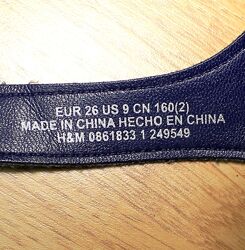 EUR 26 US 9 CN 160(2)
MADE IN CHINA HECHO EN CHINA
H&M 0861833 1 249549